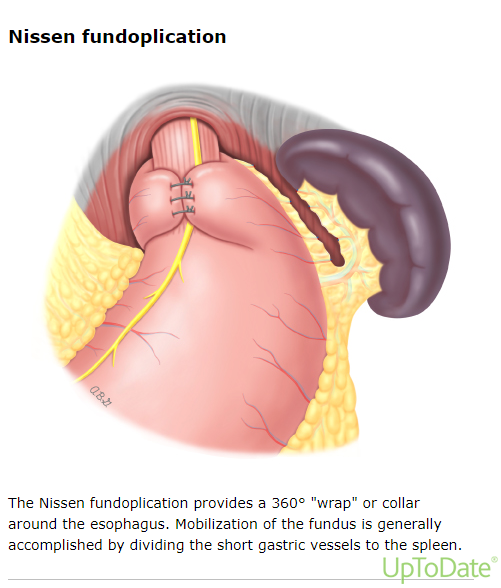 Nissen fundoplication
The Nissen fundoplication provides a 360° "wrap" or collar
around the esophagus. Mobilization of the fundus is generally
accomplished by dividing the short gastric vessels to the spleen.
UpToDate®